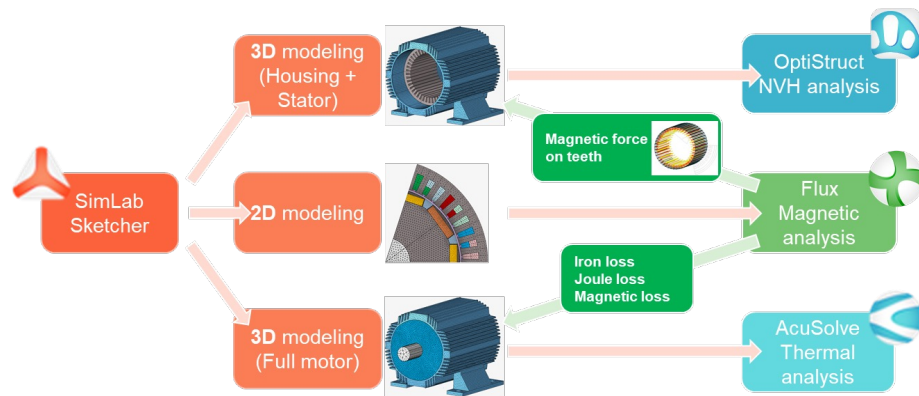 3D modeling
(Housing +
Stator)
OptiStruct
NVH analysis
Magnetic force
on teeth
SimLab
Sketcher
2D modeling
Flux
Magnetic
analysis
Iron loss
Joule loss
Magnetic loss
3D modeling
(Full motor)
AcuSolve
Thermal
analysis